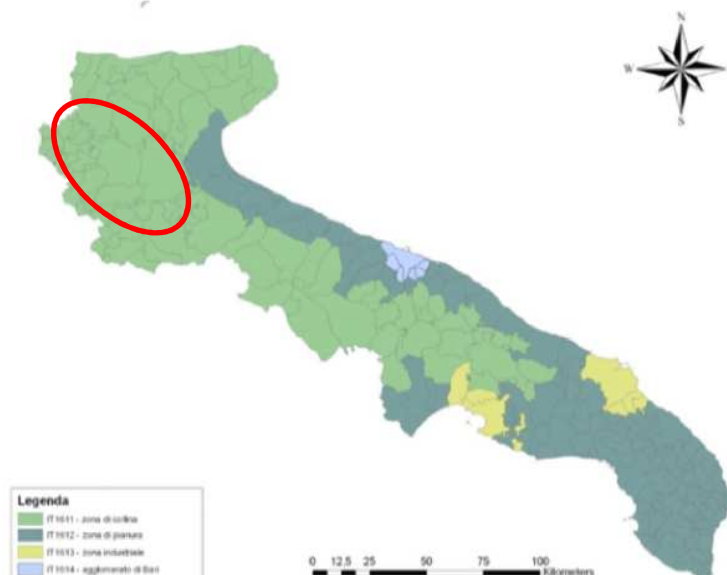 N
W
S
Legenda
IT1611 - zona di collina
IT1612 - zona di pianura
IT1613 - zona industriale
IT1614 - agglomerato di Bari
0 12.5 25 50 75 100
Kilometers